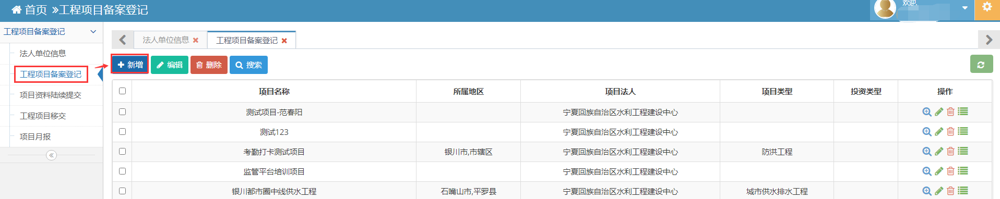 首页 »工程项目备案登记
欢迎,
工程项目备案登记
法人单位信息
工程项目备案登记
项目资料陆续提交
工程项目移交
项目月报
法人单位信息 工程项目备案登记
新增 编辑 删除 搜索
项目名称 所属地区 项目法人 项目类型 投资类型 操作
测试项目-范春阳 宁夏回族自治区水利工程建设中心
测试123 宁夏回族自治区水利工程建设中心
考勤打卡测试项目 银川市,市辖区 宁夏回族自治区水利工程建设中心 防洪工程
监管平台培训项目 宁夏回族自治区水利工程建设中心
银川都市圈中线供水工程 石嘴山市,平罗县 宁夏回族自治区水利工程建设中心 城市供水排水工程